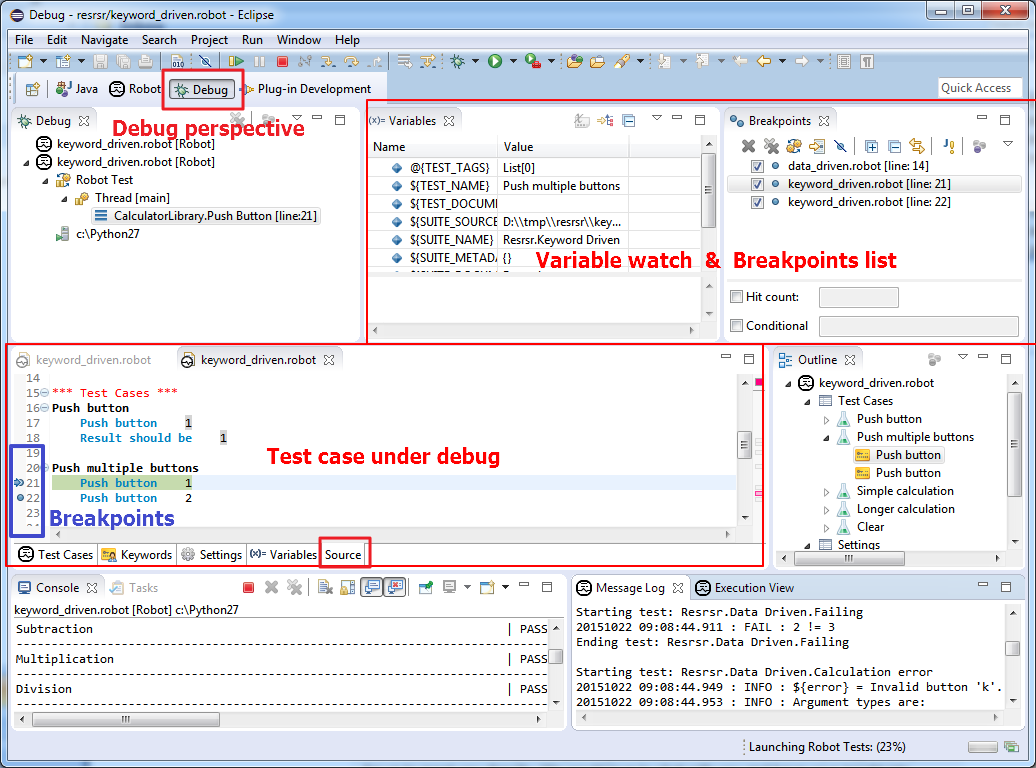 Debug - resrsr/keyword_driven.robot - Eclipse
File Edit Navigate Search Project Run Window Help
Java Robot Debug Plug-in Development
Quick Access
Debug
Debug perspective
keyword_driven.robot [Robot]
keyword_driven.robot [Robot]
Robot Test
Thread [main]
CalculatorLibrary.Push Button [line:21]
c:\Python27
(x)= Variables
Name Value
@{TEST_TAGS} List[0]
${TEST_NAME} Push multiple buttons
${TEST_DOCUM
${SUITE_SOURCE D:\\tmp\\resrsr\\key...
${SUITE_NAME} Resrsr.Keyword Driven
${SUITE_METADA {}
Variable watch & Breakpoints list
Breakpoints
data_driven.robot [line: 14]
keyword_driven.robot [line: 21]
keyword_driven.robot [line: 22]
Hit count:
Conditional
keyword_driven.robot
keyword_driven.robot
14
15 *** Test Cases ***
16 Push button
17 Push button 1
18 Result should be 1
19
20 Push multiple buttons
21 Push button 1
22 Push button 2
23
Test case under debug
Breakpoints
Test Cases Keywords Settings (x)= Variables Source
Outline
keyword_driven.robot
Test Cases
Push button
Push multiple buttons
Push button
Push button
Simple calculation
Longer calculation
Clear
Settings
Console Tasks
keyword_driven.robot [Robot] c:\Python27
Subtraction | PASS
Multiplication | PASS
Division | PASS
Message Log Execution View
Starting test: Resrsr.Data Driven.Failing
20151022 09:08:44.911 : FAIL : 2 != 3
Ending test: Resrsr.Data Driven.Failing
Starting test: Resrsr.Data Driven.Calculation error
20151022 09:08:44.949 : INFO : ${error} = Invalid button 'k'.
20151022 09:08:44.953 : INFO : Argument types are:
Launching Robot Tests: (23%)